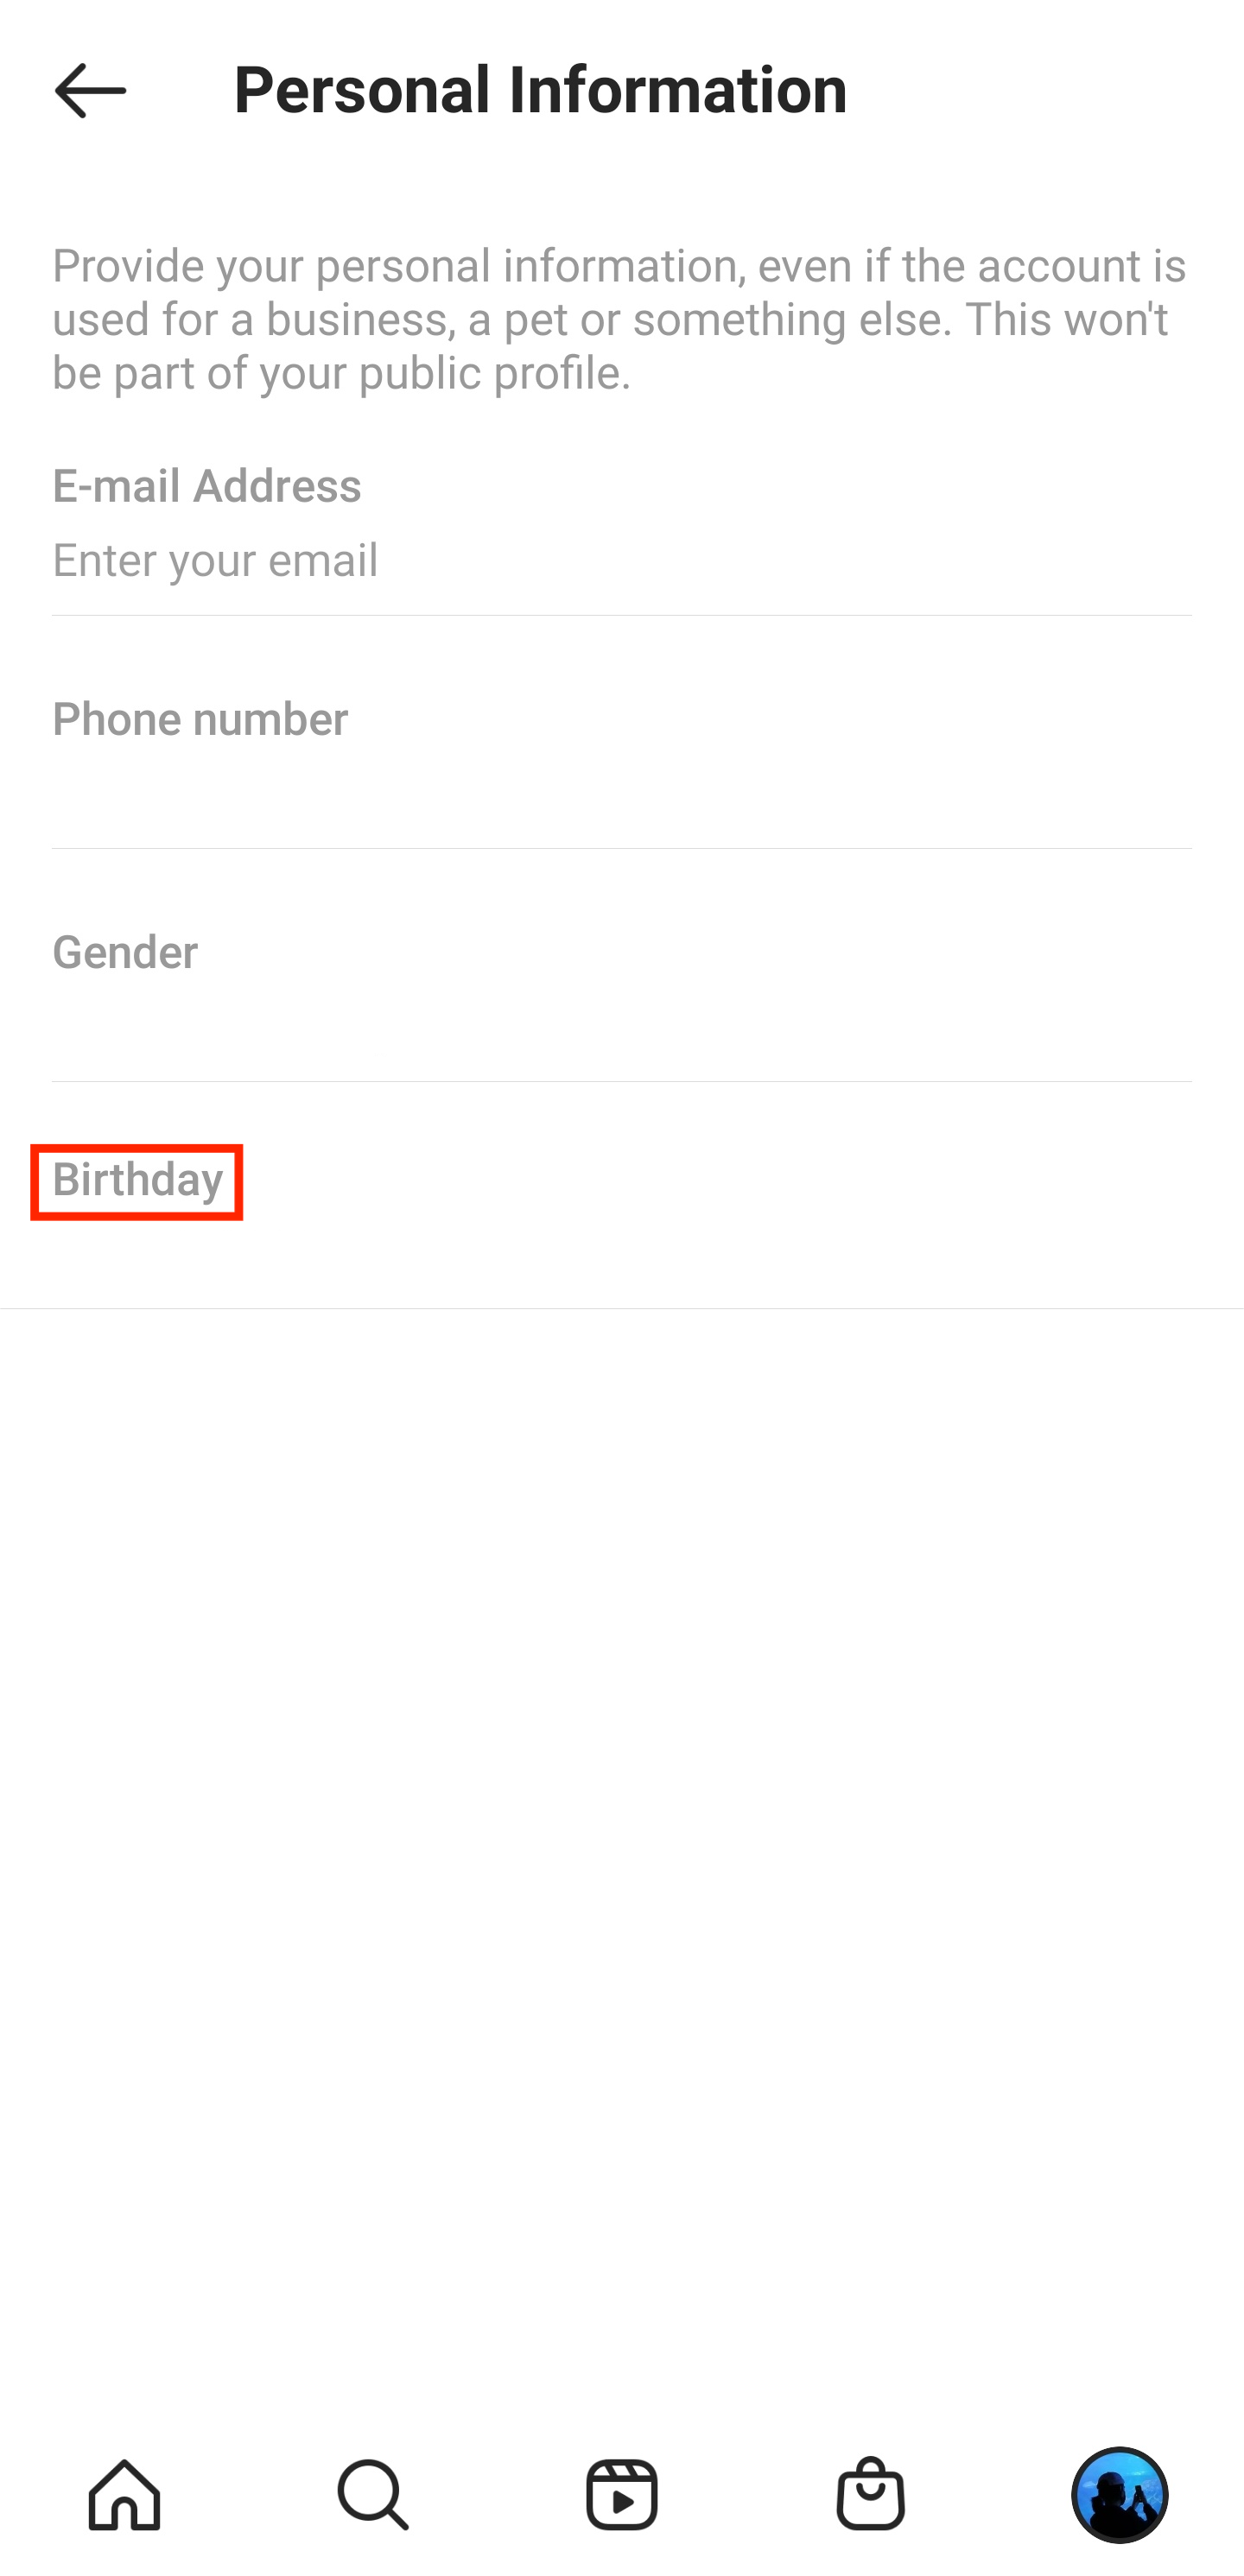 Personal Information
Provide your personal information, even if the account is
used for a business, a pet or something else. This won't
be part of your public profile.
E-mail Address
Enter your email
Phone number
Gender
Birthday